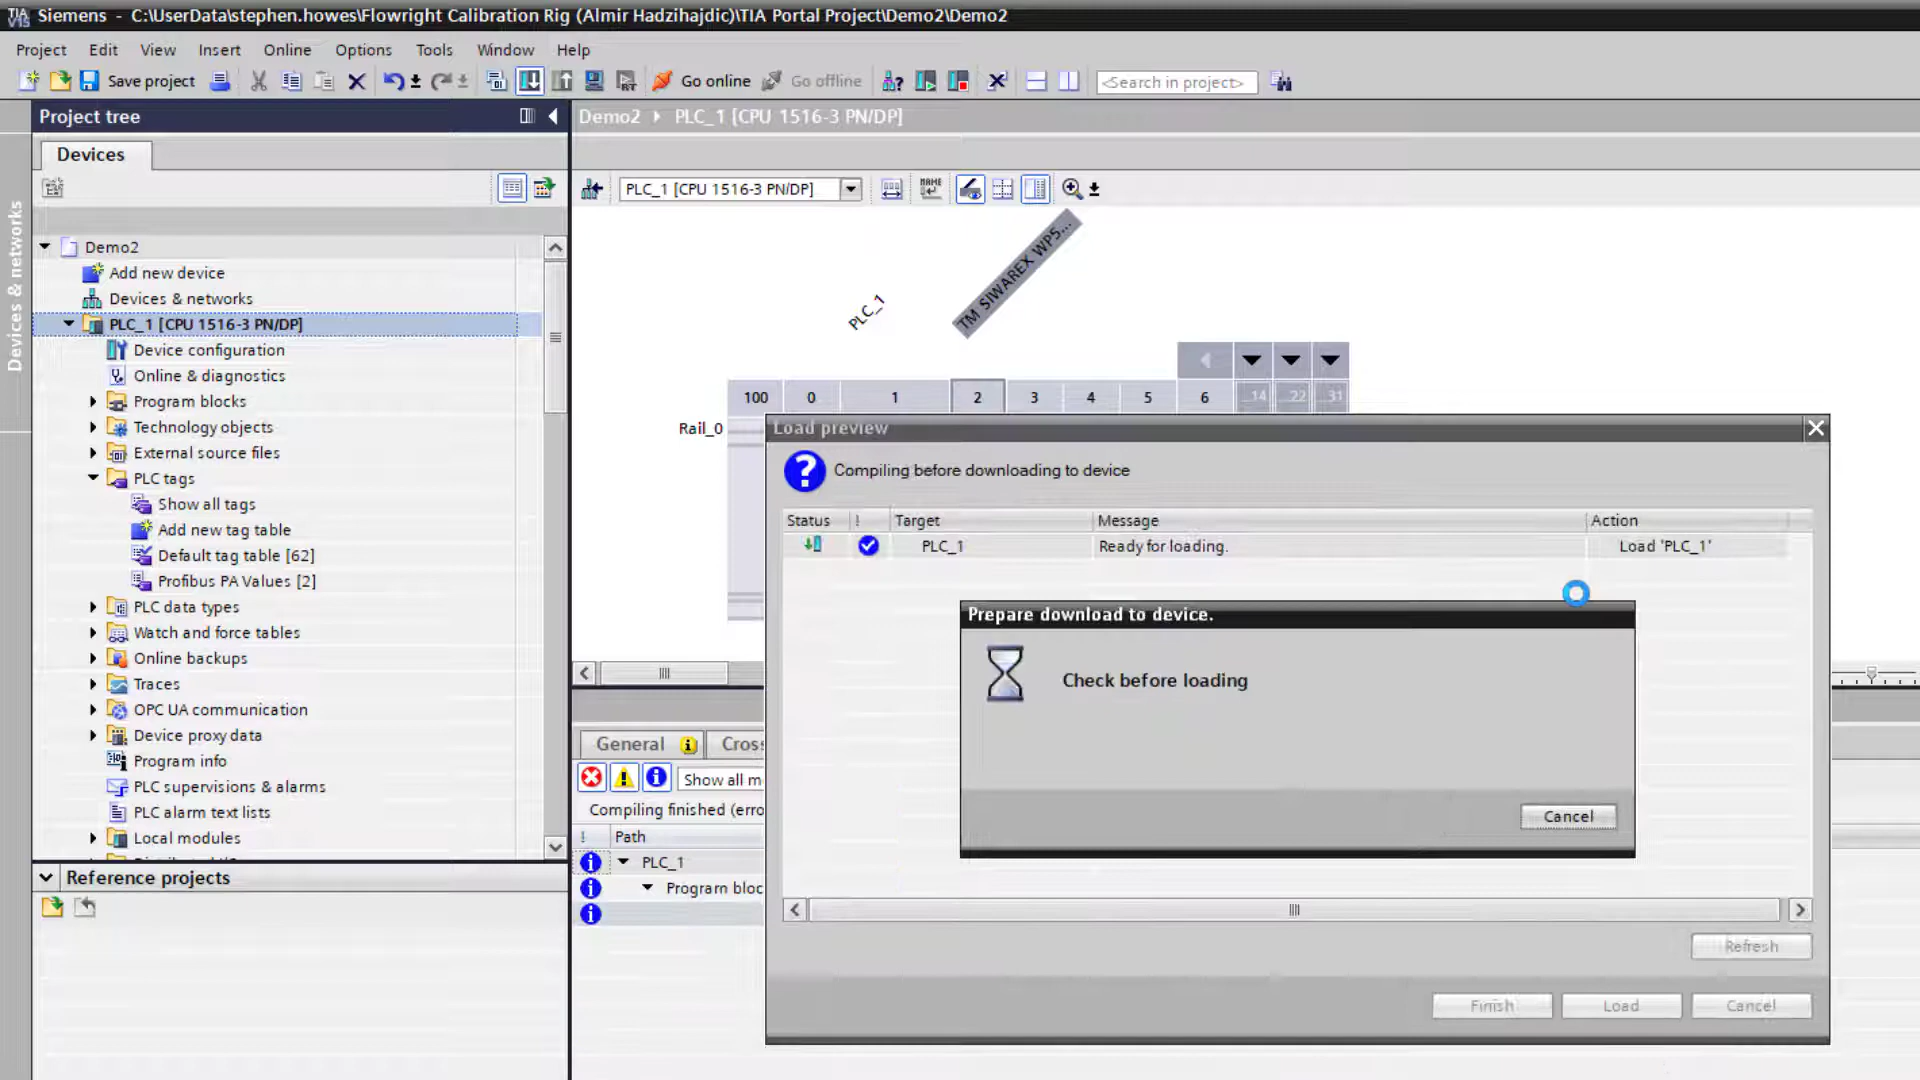 Siemens - C:\UserData\stephen.howes\Flowright Calibration Rig (Almir Hadzihajdic)\TIA Portal Project\Demo2\Demo2
Project Edit View Insert Online Options Tools Window Help
Save project Go online Go offline <Search in project>
Project tree
Demo2 PLC_1 [CPU 1516-3 PN/DP]
Devices
PLC_1 [CPU 1516-3 PN/DP]
Devices & networks
Demo2
Add new device
Devices & networks
PLC_1 [CPU 1516-3 PN/DP]
Device configuration
Online & diagnostics
Program blocks
Technology objects
External source files
PLC tags
Show all tags
Add new tag table
Default tag table [62]
Profibus PA Values [2]
PLC data types
Watch and force tables
Online backups
Traces
OPC UA communication
Device proxy data
Program info
PLC supervisions & alarms
PLC alarm text lists
Local modules
Reference projects
PLC_1
TM SIWAREX WP5...
100 0 1 2 3 4 5 6 ...14 ...22 ...31
Rail_0
Load preview
Compiling before downloading to device
Status ! Target Message Action
PLC_1 Ready for loading. Load 'PLC_1'
Prepare download to device.
Check before loading
Cancel
Refresh
Finish Load Cancel
General Cross
Show all m
Compiling finished (erro
! Path
PLC_1
Program bloc